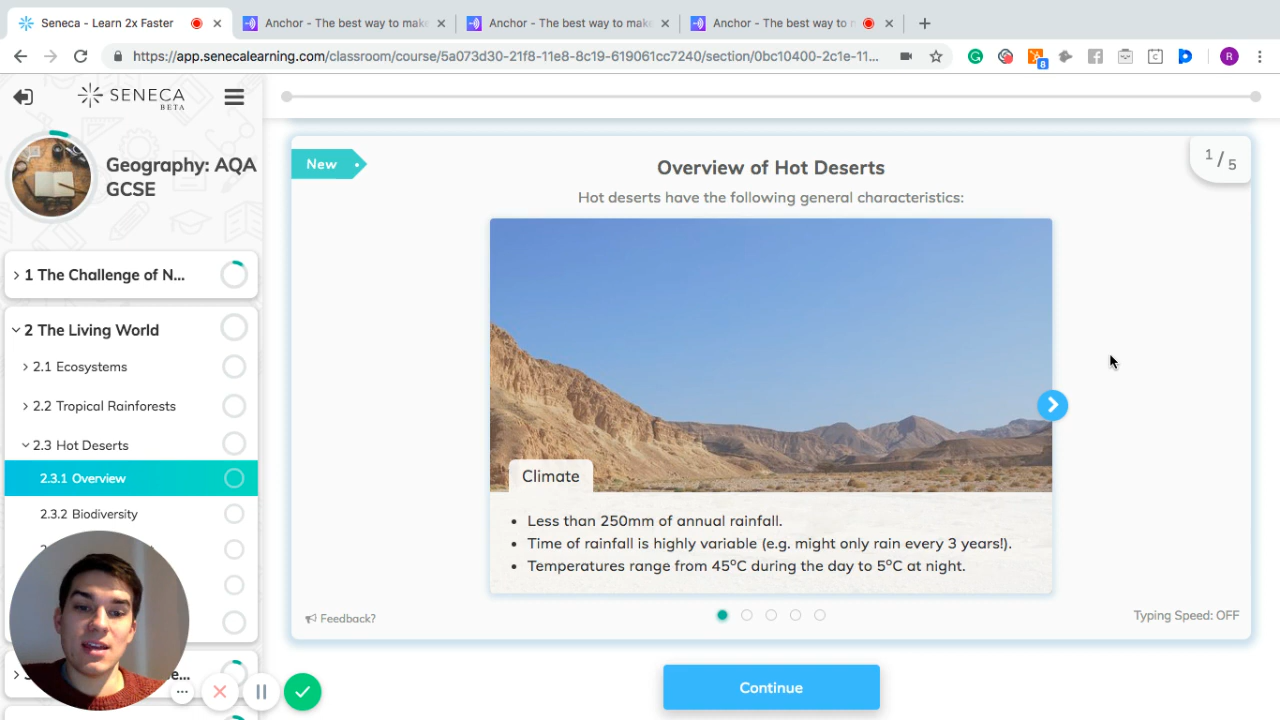 Seneca - Learn 2x Faster
Anchor - The best way to make
Anchor - The best way to make
Anchor - The best way to
https://app.senecalearning.com/classroom/course/5a073d30-21f8-11e8-8c19-619061cc7240/section/0bc10400-2c1e-11...
8
R
SENECA
BETA
Geography: AQA
GCSE
1 The Challenge of N...
2 The Living World
2.1 Ecosystems
2.2 Tropical Rainforests
2.3 Hot Deserts
2.3.1 Overview
2.3.2 Biodiversity
New
Overview of Hot Deserts
1/5
Hot deserts have the following general characteristics:
Climate
• Less than 250mm of annual rainfall.
• Time of rainfall is highly variable (e.g. might only rain every 3 years!).
• Temperatures range from 45ºC during the day to 5ºC at night.
Feedback?
Typing Speed: OFF
Continue